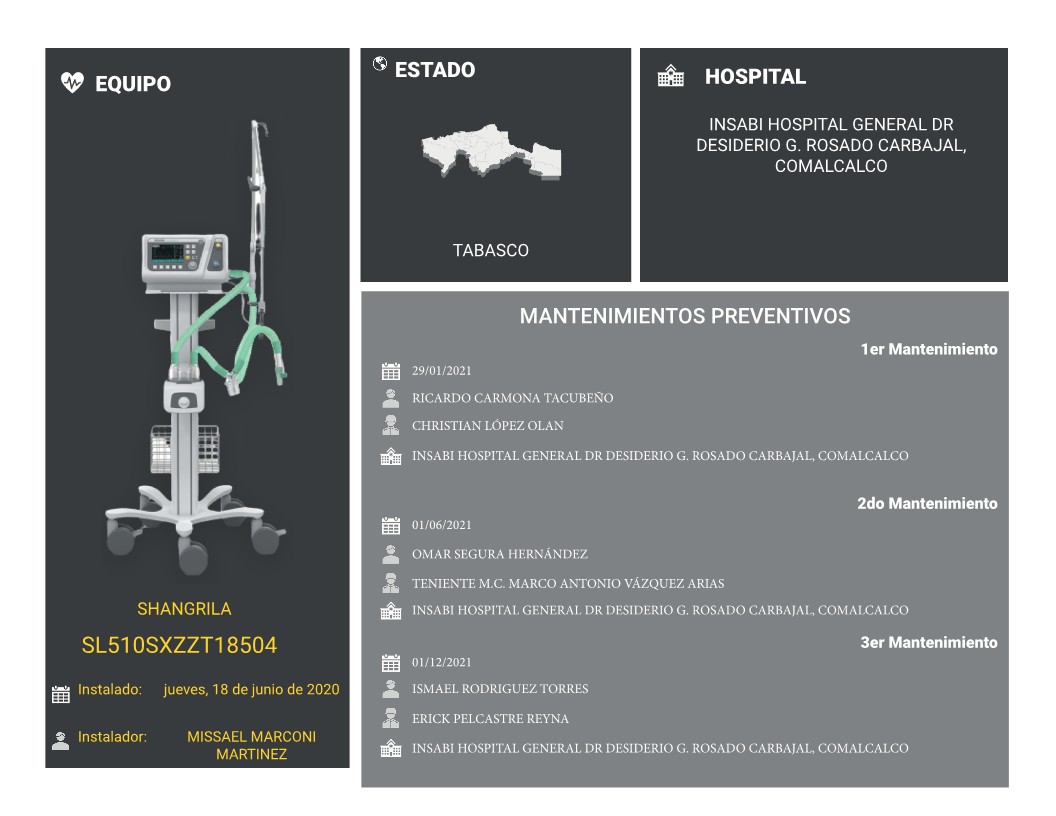 EQUIPO
SHANGRILA
SL510SXZZT18504
Instalado: jueves, 18 de junio de 2020
Instalador: MISSAEL MARCONI
MARTINEZ
ESTADO
TABASCO
HOSPITAL
INSABI HOSPITAL GENERAL DR
DESIDERIO G. ROSADO CARBAJAL,
COMALCALCO
MANTENIMIENTOS PREVENTIVOS
1er Mantenimiento
29/01/2021
RICARDO CARMONA TACUBEÑO
CHRISTIAN LÓPEZ OLAN
INSABI HOSPITAL GENERAL DR DESIDERIO G. ROSADO CARBAJAL, COMALCALCO
2do Mantenimiento
01/06/2021
OMAR SEGURA HERNÁNDEZ
TENIENTE M.C. MARCO ANTONIO VÁZQUEZ ARIAS
INSABI HOSPITAL GENERAL DR DESIDERIO G. ROSADO CARBAJAL, COMALCALCO
3er Mantenimiento
01/12/2021
ISMAEL RODRIGUEZ TORRES
ERICK PELCASTRE REYNA
INSABI HOSPITAL GENERAL DR DESIDERIO G. ROSADO CARBAJAL, COMALCALCO